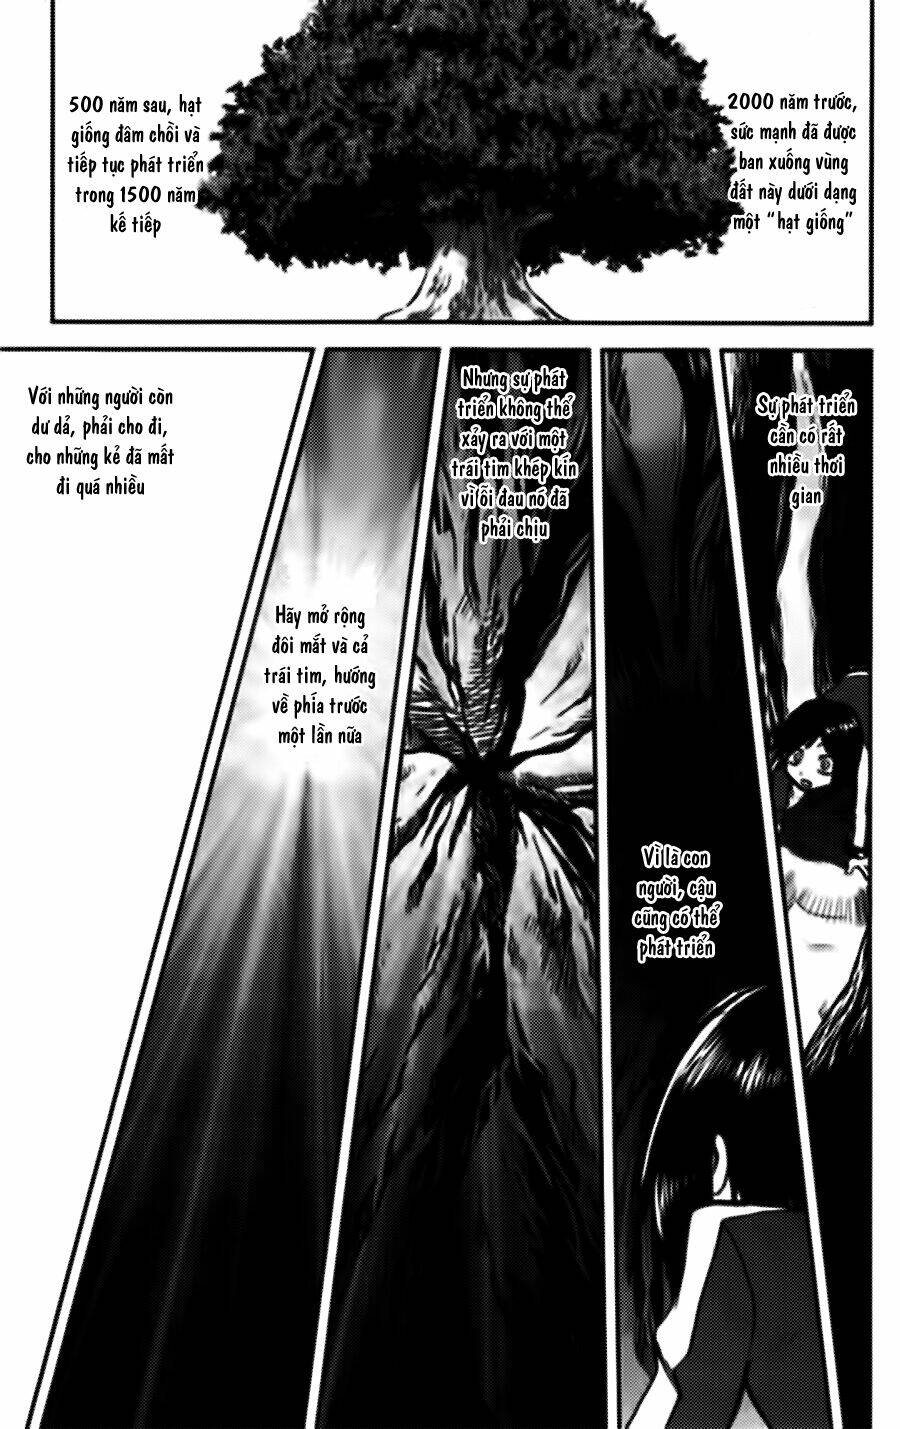 2000 năm trước,
sức mạnh đã được
ban xuống vùng
đất này dưới dạng
một “hạt giống”
500 năm sau, hạt
giống đâm chồi và
tiếp tục phát triển
trong 1500 năm
kế tiếp
Sự phát triển
cần có rất
nhiều thơi
gian
Vì là con
người, cậu
cũng có thể
phát triển
Nhưng sự phát
triển không thể
xảy ra với một
trái tim khép kín
vì ỗi đau nó đã
phải chịu
Hãy mở rộng
đôi mắt và cả
trái tim, hướng
về phía trước
một lần nữa
Với những người còn
dư dả, phải cho đi,
cho những kẻ đã mất
đi quá nhiều